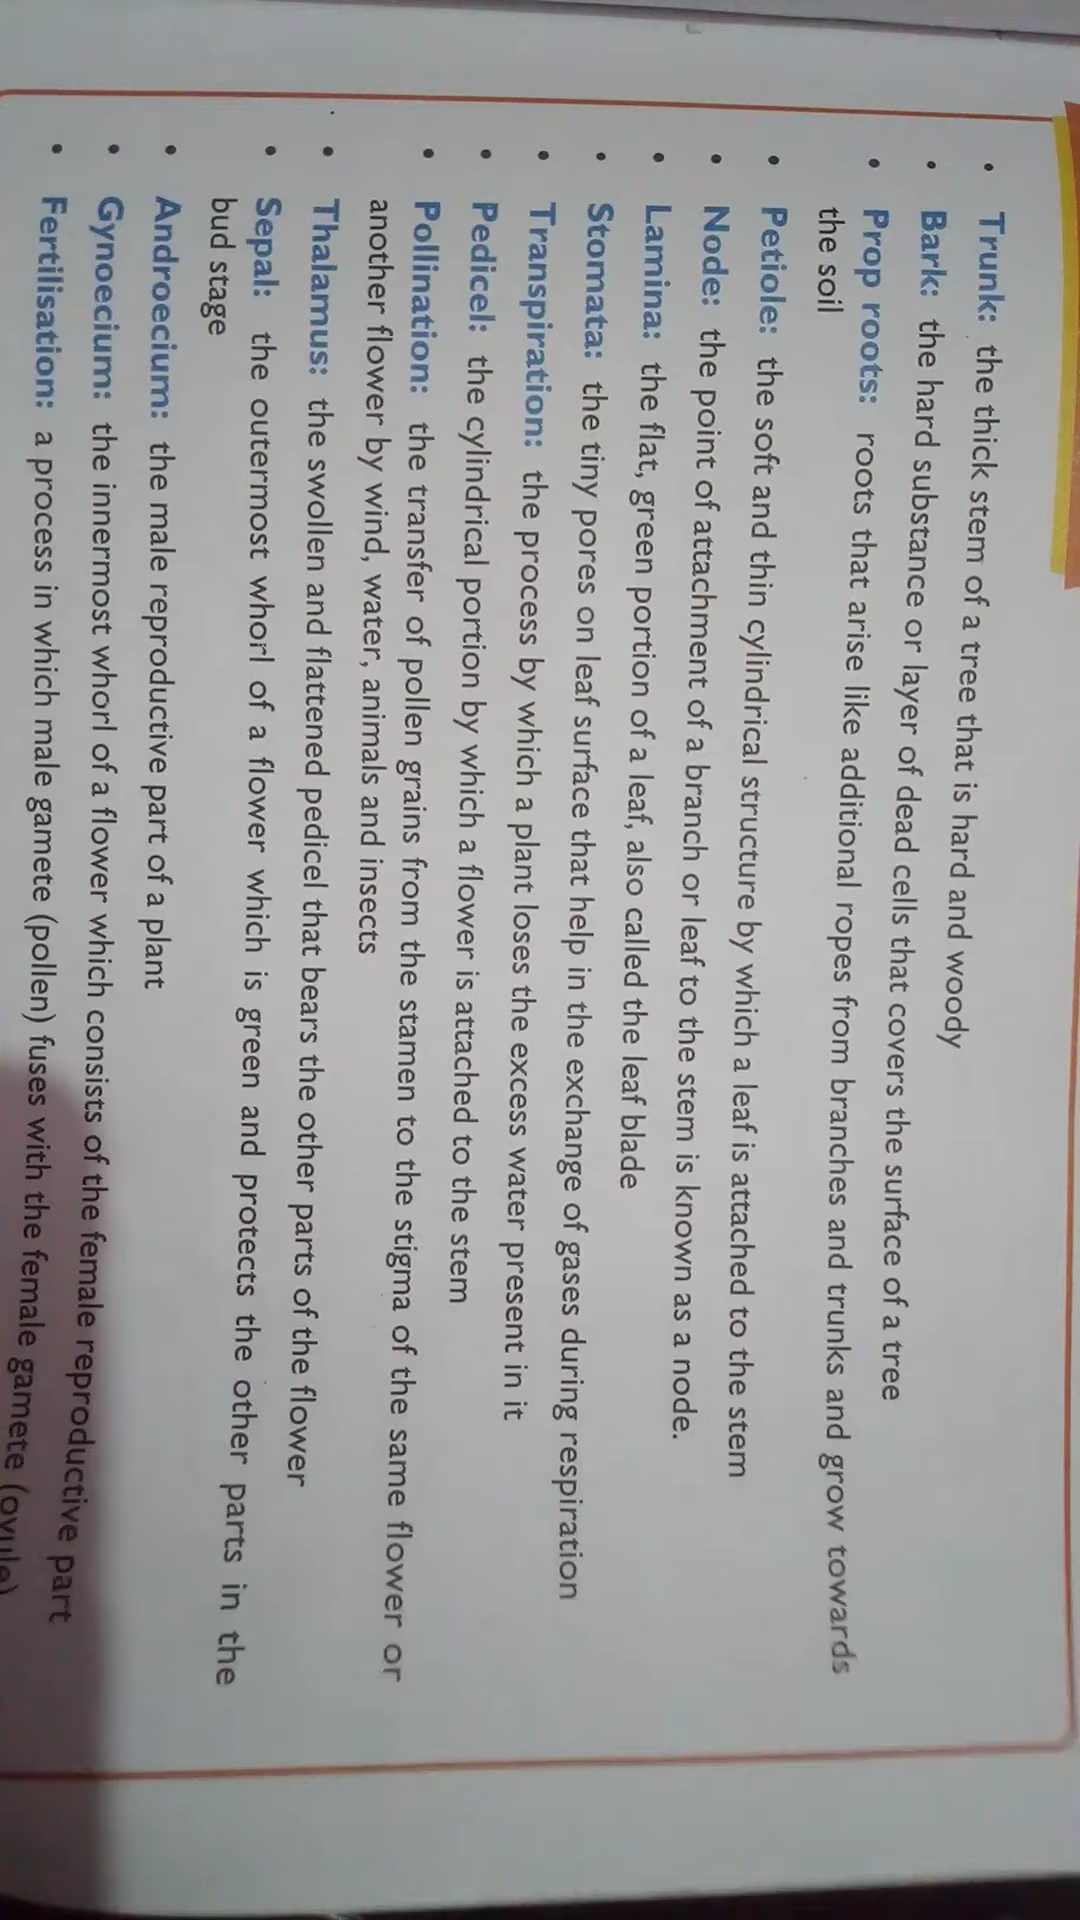 • Trunk: the thick stem of a tree that is hard and woody
• Bark: the hard substance or layer of dead cells that covers the surface of a tree
• Prop roots: roots that arise like additional ropes from branches and trunks and grow towards
the soil
• Petiole: the soft and thin cylindrical structure by which a leaf is attached to the stem
• Node: the point of attachment of a branch or leaf to the stem is known as a node.
• Lamina: the flat, green portion of a leaf, also called the leaf blade
• Stomata: the tiny pores on leaf surface that help in the exchange of gases during respiration
• Transpiration: the process by which a plant loses the excess water present in it
• Pedicel: the cylindrical portion by which a flower is attached to the stem
• Pollination: the transfer of pollen grains from the stamen to the stigma of the same flower or
another flower by wind, water, animals and insects
• Thalamus: the swollen and flattened pedicel that bears the other parts of the flower
• Sepal: the outermost whorl of a flower which is green and protects the other parts in the
bud stage
• Androecium: the male reproductive part of a plant
• Gynoecium: the innermost whorl of a flower which consists of the female reproductive part
• Fertilisation: a process in which male gamete (pollen) fuses with the female gamete (ovule)